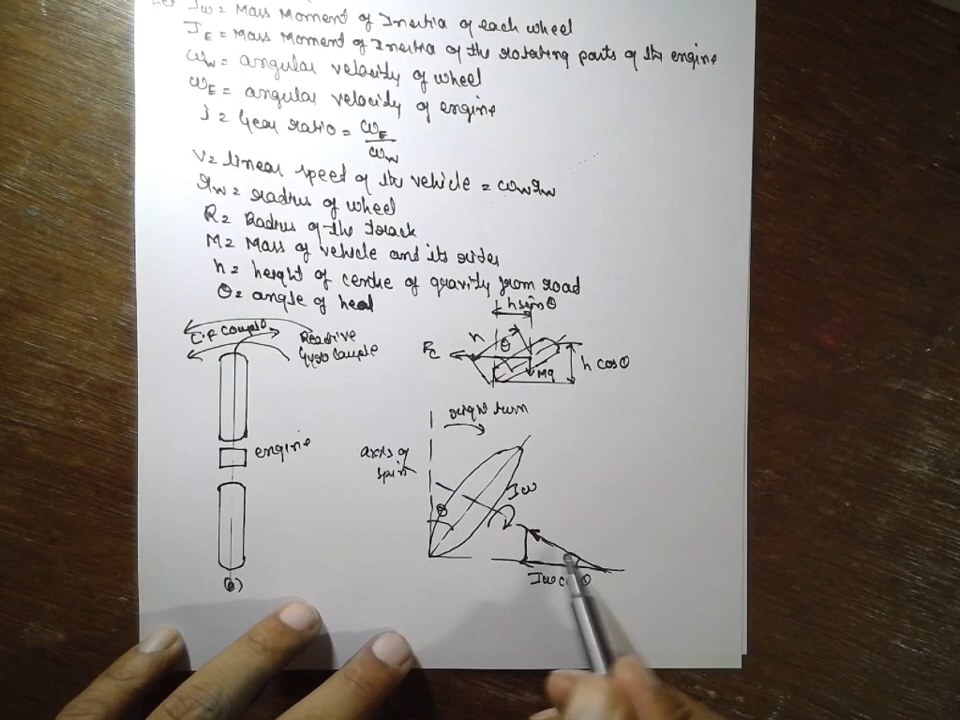 Iw = Mass Moment of Inertia of each wheel
IE = Mass Moment of Inertia of the rotating parts of the engine
ωw = angular velocity of wheel
ωE = angular velocity of engine
J = Gear ratio = ωE / ωw
V = linear speed of the vehicle = ωw rw
rw = radius of wheel
R = Radius of the track
M = Mass of vehicle and its rider
h = height of centre of gravity from road
θ = angle of heal
h sin θ
C.F Couple
Reactive
Gyro Couple
Fc
h
θ
Mg
h cos θ
right turn
engine
axis of
spin
θ
Iω
(a)
Iω cos θ